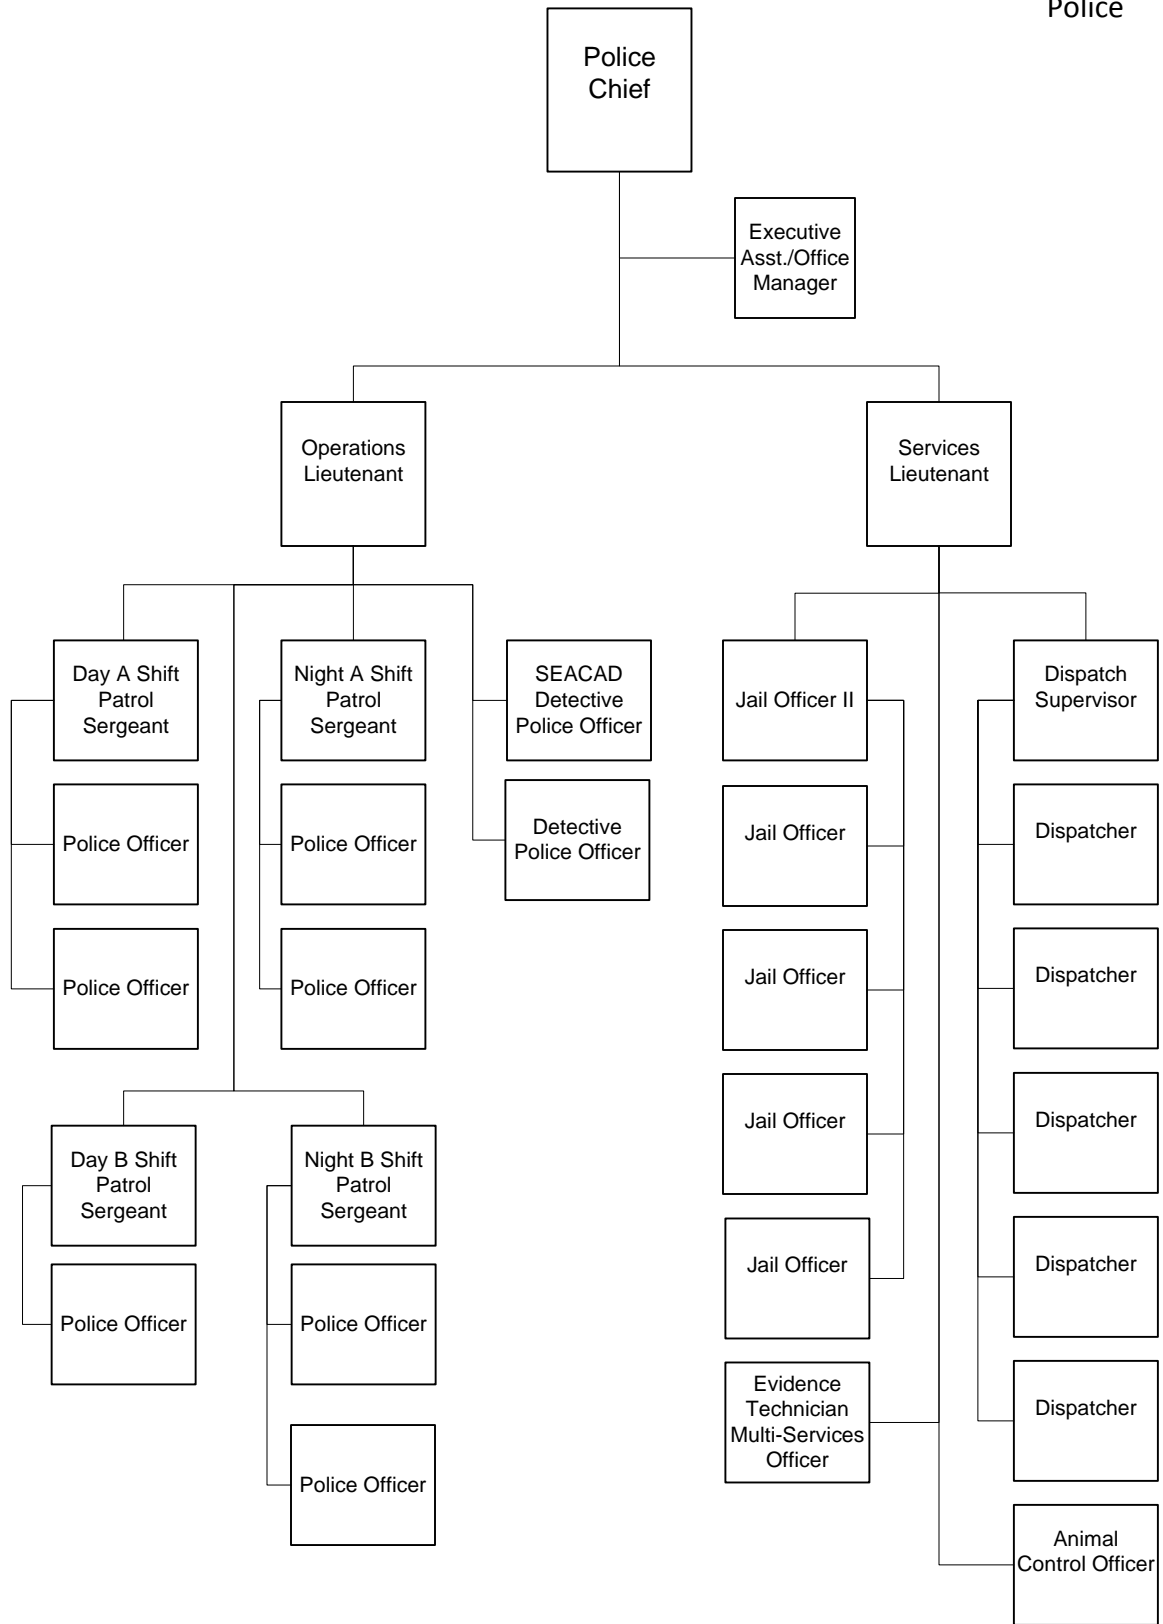 Police
Police
Chief
Executive
Asst./Office
Manager
Operations
Lieutenant
Services
Lieutenant
Day A Shift
Patrol
Sergeant
Night A Shift
Patrol
Sergeant
SEACAD
Detective
Police Officer
Jail Officer II
Dispatch
Supervisor
Police Officer
Police Officer
Detective
Police Officer
Jail Officer
Dispatcher
Police Officer
Police Officer
Jail Officer
Dispatcher
Jail Officer
Dispatcher
Day B Shift
Patrol
Sergeant
Night B Shift
Patrol
Sergeant
Jail Officer
Dispatcher
Police Officer
Police Officer
Evidence
Technician
Multi-Services
Officer
Dispatcher
Police Officer
Animal
Control Officer